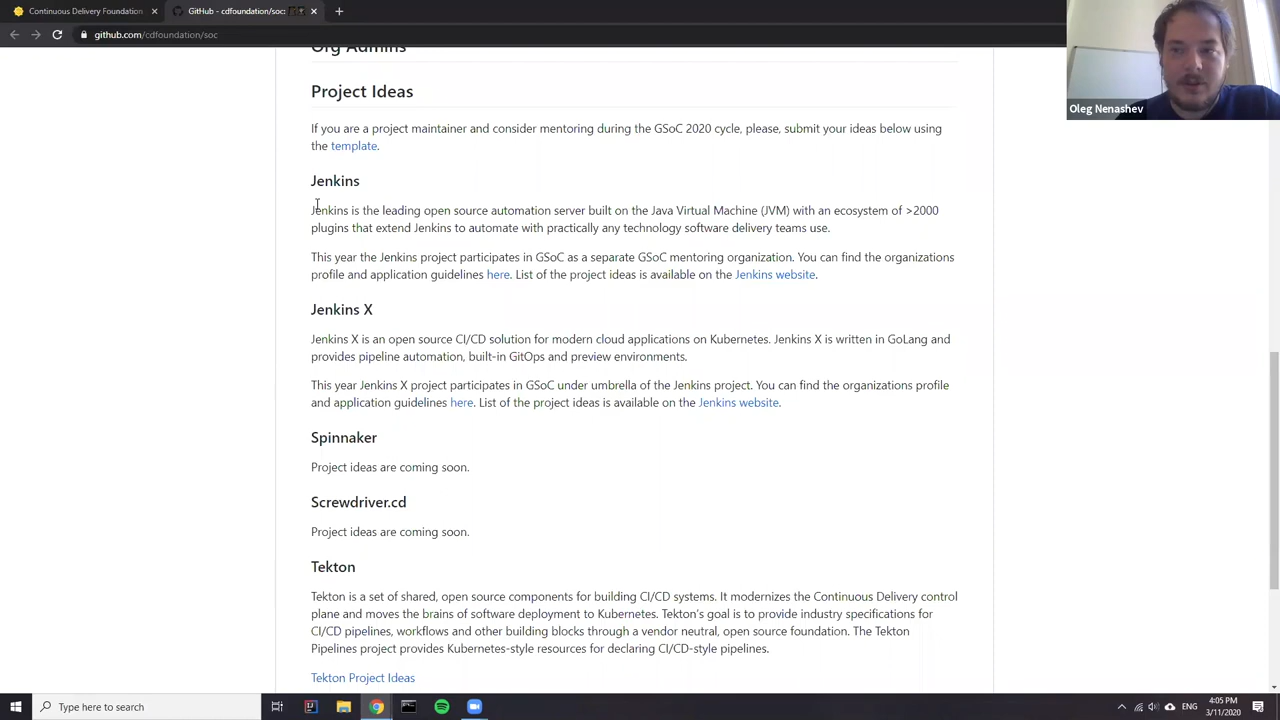 Continuous Delivery Foundation
GitHub - cdfoundation/soc:
github.com/cdfoundation/soc
Oleg Nenashev
Org Admins
Project Ideas
If you are a project maintainer and consider mentoring during the GSoC 2020 cycle, please, submit your ideas below using
the template.
Jenkins
Jenkins is the leading open source automation server built on the Java Virtual Machine (JVM) with an ecosystem of >2000
plugins that extend Jenkins to automate with practically any technology software delivery teams use.
This year the Jenkins project participates in GSoC as a separate GSoC mentoring organization. You can find the organizations
profile and application guidelines here. List of the project ideas is available on the Jenkins website.
Jenkins X
Jenkins X is an open source CI/CD solution for modern cloud applications on Kubernetes. Jenkins X is written in GoLang and
provides pipeline automation, built-in GitOps and preview environments.
This year Jenkins X project participates in GSoC under umbrella of the Jenkins project. You can find the organizations profile
and application guidelines here. List of the project ideas is available on the Jenkins website.
Spinnaker
Project ideas are coming soon.
Screwdriver.cd
Project ideas are coming soon.
Tekton
Tekton is a set of shared, open source components for building CI/CD systems. It modernizes the Continuous Delivery control
plane and moves the brains of software deployment to Kubernetes. Tekton's goal is to provide industry specifications for
CI/CD pipelines, workflows and other building blocks through a vendor neutral, open source foundation. The Tekton
Pipelines project provides Kubernetes-style resources for declaring CI/CD-style pipelines.
Tekton Project Ideas
Type here to search
ENG
4:05 PM
3/11/2020